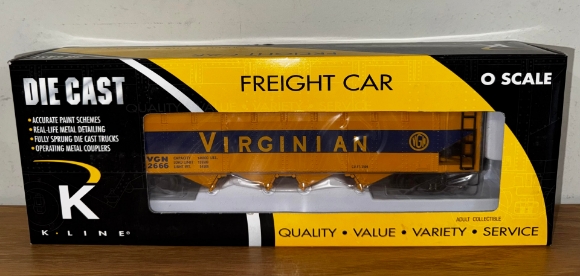 DIE CAST
• ACCURATE PAINT SCHEMES
• REAL-LIFE METAL DETAILING
• FULLY SPRUNG DIE CAST TRUCKS
• OPERATING METAL COUPLERS
FREIGHT CAR
O SCALE
VIRGINIAN
VGN
VGN
2666
K
K·LINE®
ADULT COLLECTIBLE
QUALITY • VALUE • VARIETY • SERVICE